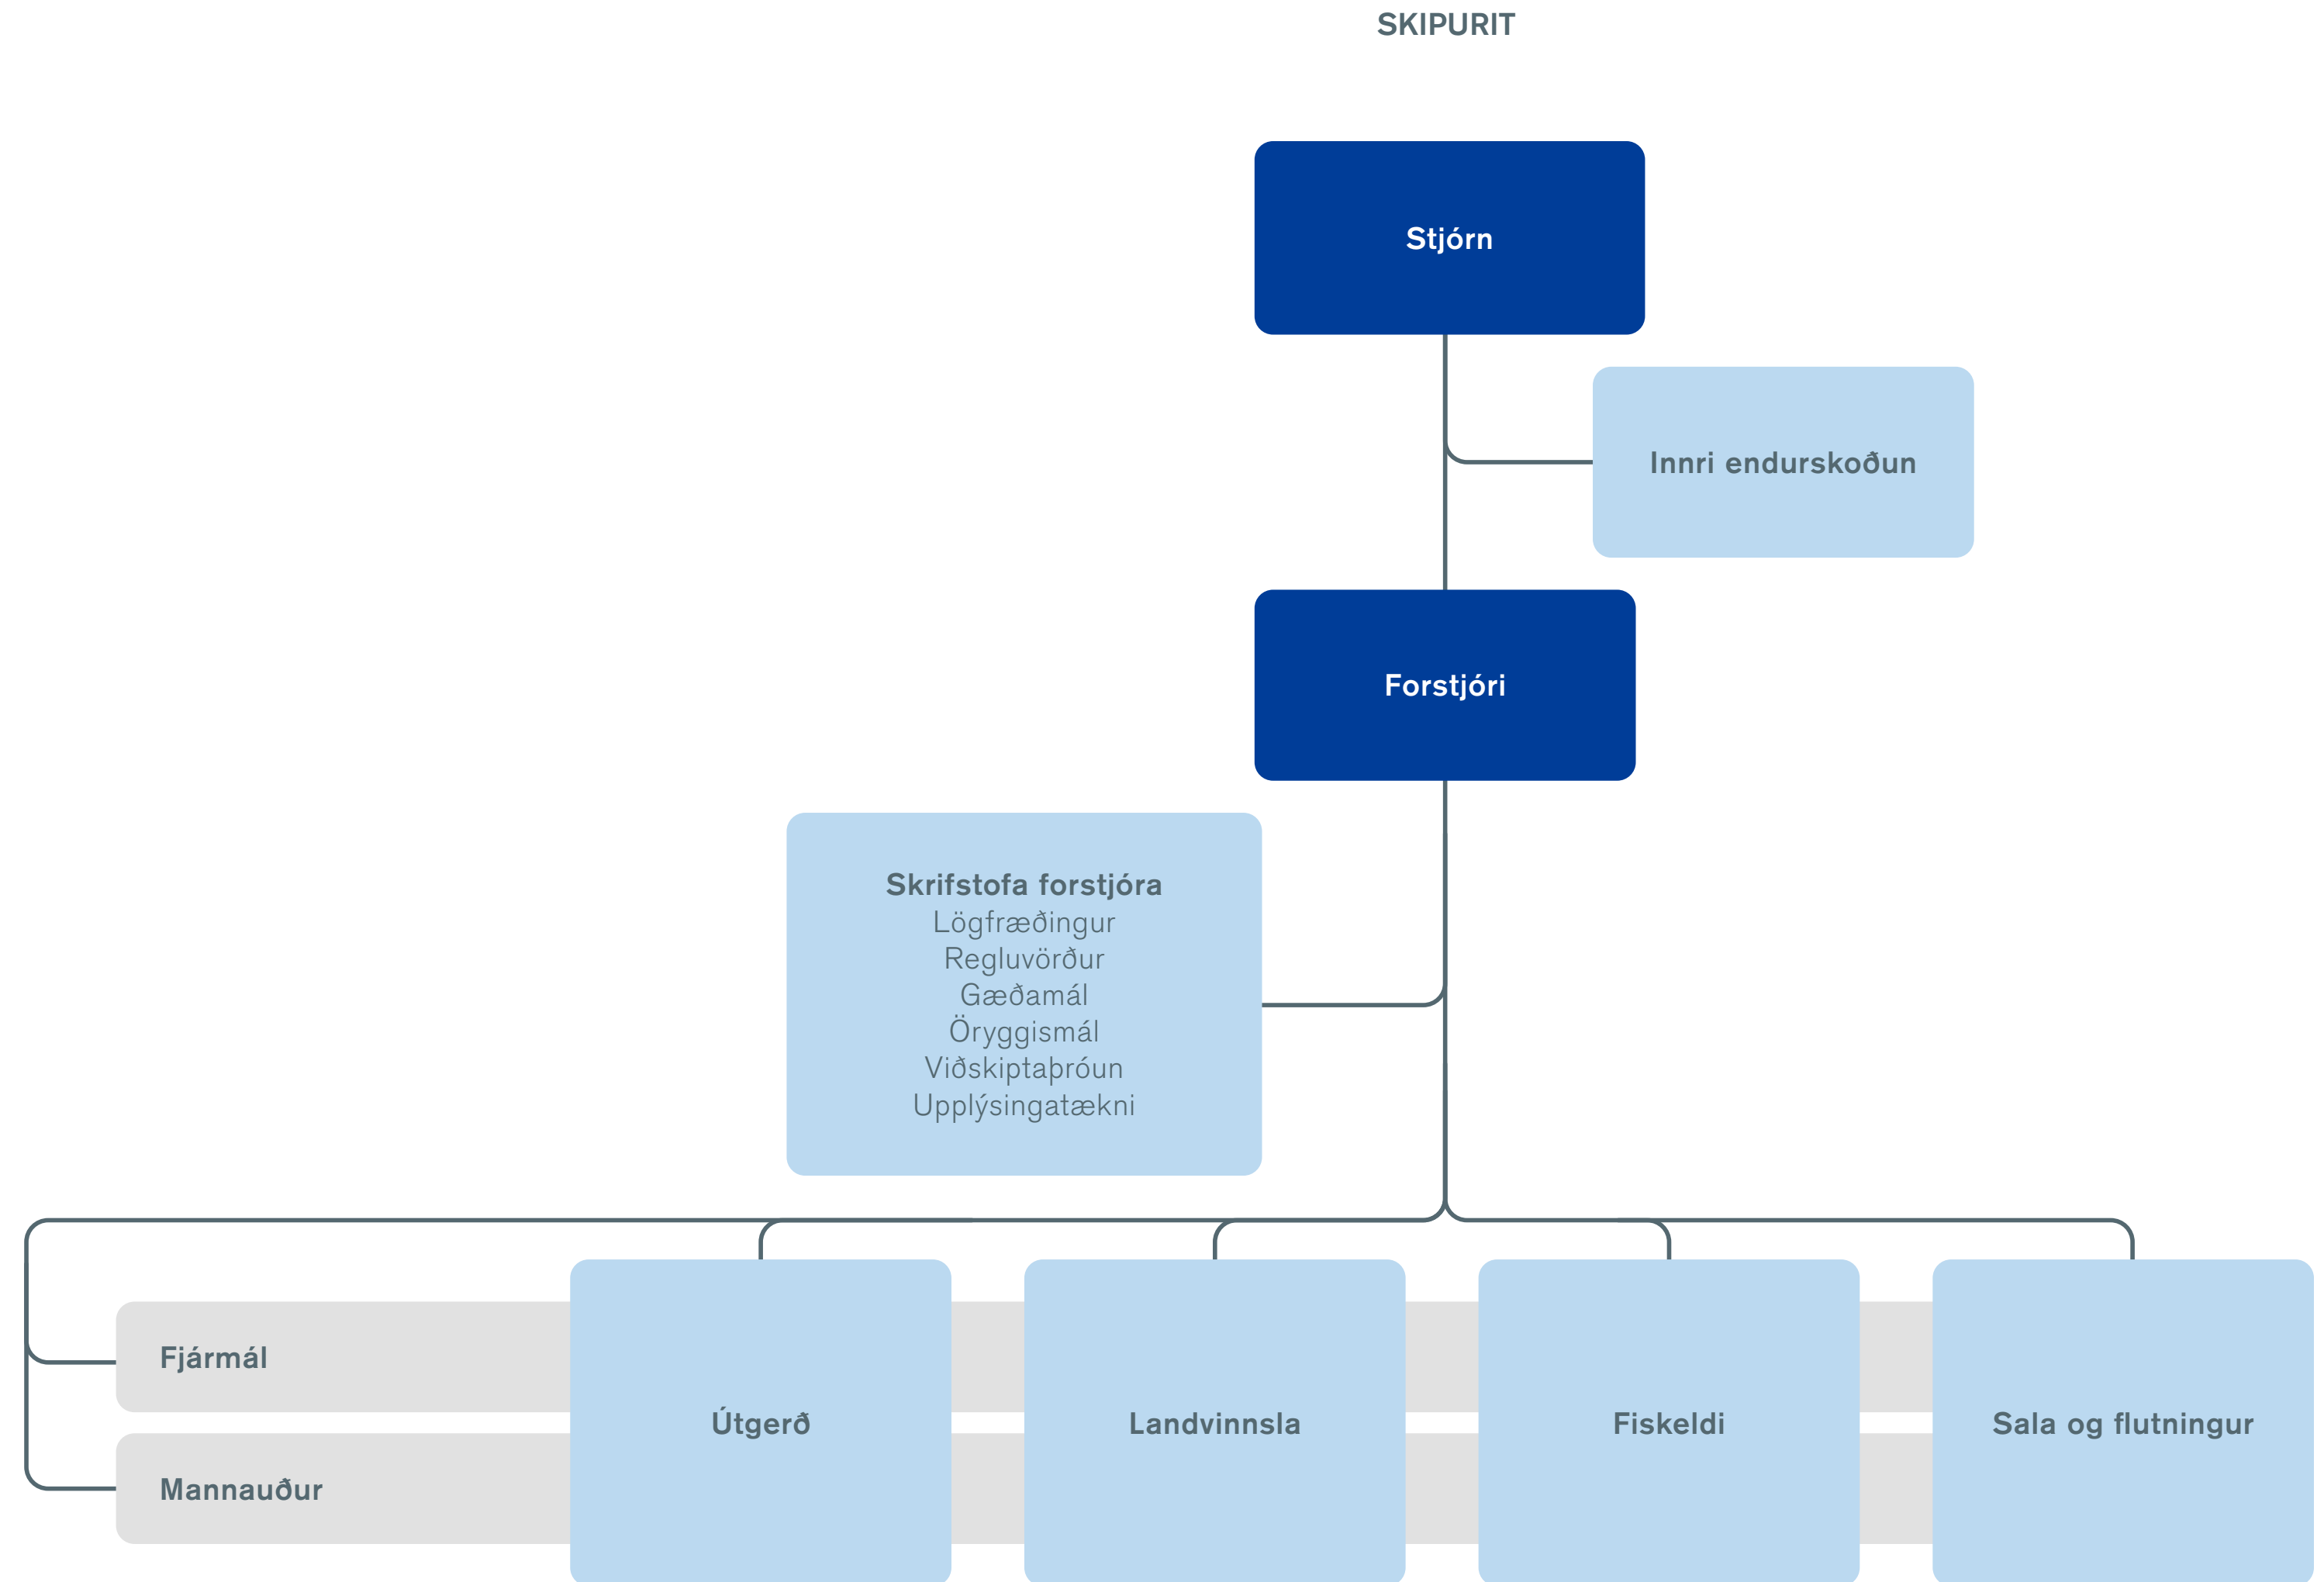 SKIPURIT
Stjórn
Innri endurskoðun
Forstjóri
Skrifstofa forstjóra
Lögfræðingur
Regluvörður
Gæðamál
Öryggismál
Viðskiptaþróun
Upplýsingatækni
Fjármál
Mannauður
Útgerð
Landvinnsla
Fiskeldi
Sala og flutningur